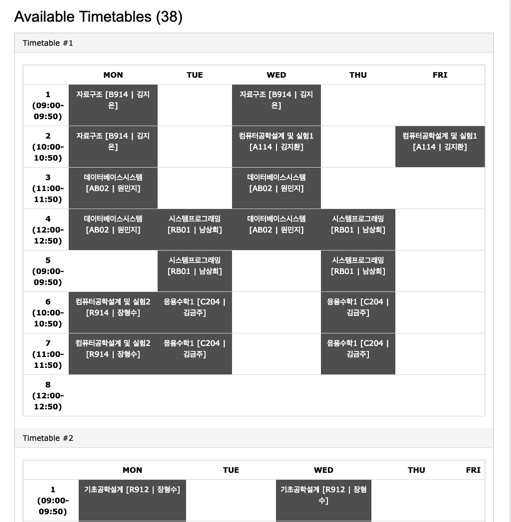 Available Timetables (38)
Timetable #1
MON TUE WED THU FRI
1
(09:00-
09:50)
자료구조 [B914 | 김지
은]
자료구조 [B914 | 김지
은]
2
(10:00-
10:50)
자료구조 [B914 | 김지
은]
컴퓨터공학설계 및 실험1
[A114 | 김지환]
컴퓨터공학설계 및 실험1
[A114 | 김지환]
3
(11:00-
11:50)
데이터베이스시스템
[AB02 | 원민지]
데이터베이스시스템
[AB02 | 원민지]
4
(12:00-
12:50)
데이터베이스시스템
[AB02 | 원민지]
시스템프로그래밍
[RB01 | 남상희]
데이터베이스시스템
[AB02 | 원민지]
시스템프로그래밍
[RB01 | 남상희]
5
(09:00-
09:50)
시스템프로그래밍
[RB01 | 남상희]
시스템프로그래밍
[RB01 | 남상희]
6
(10:00-
10:50)
컴퓨터공학설계 및 실험2
[R914 | 장형수]
응용수학1 [C204 |
김금주]
응용수학1 [C204 |
김금주]
7
(11:00-
11:50)
컴퓨터공학설계 및 실험2
[R914 | 장형수]
응용수학1 [C204 |
김금주]
응용수학1 [C204 |
김금주]
8
(12:00-
12:50)
Timetable #2
MON TUE WED THU FRI
1
(09:00-
09:50)
기초공학설계 [R912 | 장형수]
기초공학설계 [R912 | 장형
수]